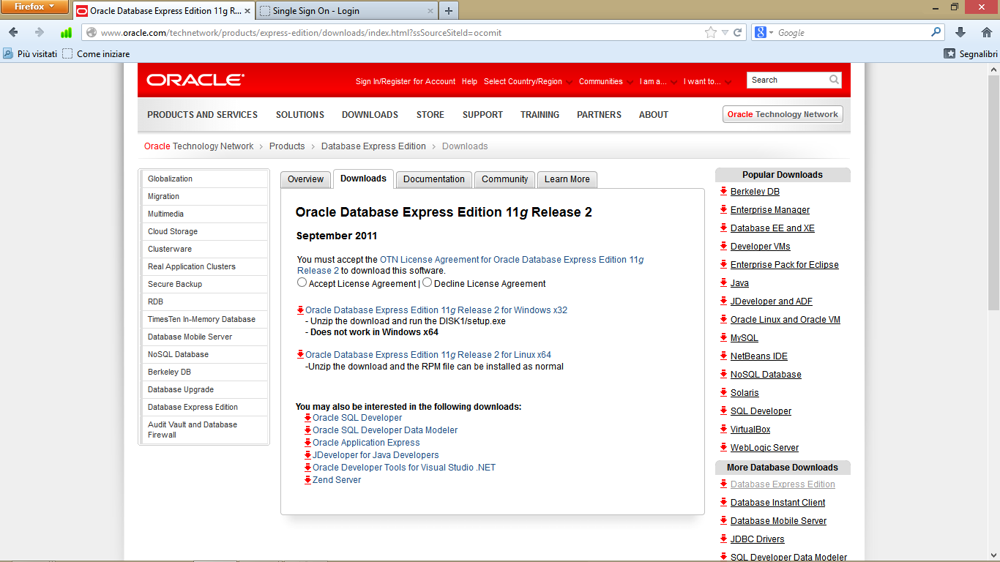 Firefox
Oracle Database Express Edition 11g R...
Single Sign On - Login
www.oracle.com/technetwork/products/express-edition/downloads/index.html?ssSourceSiteId=ocomit
Google
Più visitati
Come iniziare
Segnalibri
ORACLE
Sign In/Register for Account Help Select Country/Region Communities I am a... I want to...
Search
PRODUCTS AND SERVICES SOLUTIONS DOWNLOADS STORE SUPPORT TRAINING PARTNERS ABOUT
Oracle Technology Network
Oracle Technology Network > Products > Database Express Edition > Downloads
Globalization
Migration
Multimedia
Cloud Storage
Clusterware
Real Application Clusters
Secure Backup
RDB
TimesTen In-Memory Database
Database Mobile Server
NoSQL Database
Berkeley DB
Database Upgrade
Database Express Edition
Audit Vault and Database
Firewall
Overview Downloads Documentation Community Learn More
Oracle Database Express Edition 11g Release 2
September 2011
You must accept the OTN License Agreement for Oracle Database Express Edition 11g
Release 2 to download this software.
Accept License Agreement | Decline License Agreement
Oracle Database Express Edition 11g Release 2 for Windows x32
- Unzip the download and run the DISK1/setup.exe
- Does not work in Windows x64
Oracle Database Express Edition 11g Release 2 for Linux x64
-Unzip the download and the RPM file can be installed as normal
You may also be interested in the following downloads:
Oracle SQL Developer
Oracle SQL Developer Data Modeler
Oracle Application Express
JDeveloper for Java Developers
Oracle Developer Tools for Visual Studio .NET
Zend Server
Popular Downloads
Berkeley DB
Enterprise Manager
Database EE and XE
Developer VMs
Enterprise Pack for Eclipse
Java
JDeveloper and ADF
Oracle Linux and Oracle VM
MySQL
NetBeans IDE
NoSQL Database
Solaris
SQL Developer
VirtualBox
WebLogic Server
More Database Downloads
Database Express Edition
Database Instant Client
Database Mobile Server
JDBC Drivers
SQL Developer Data Modeler